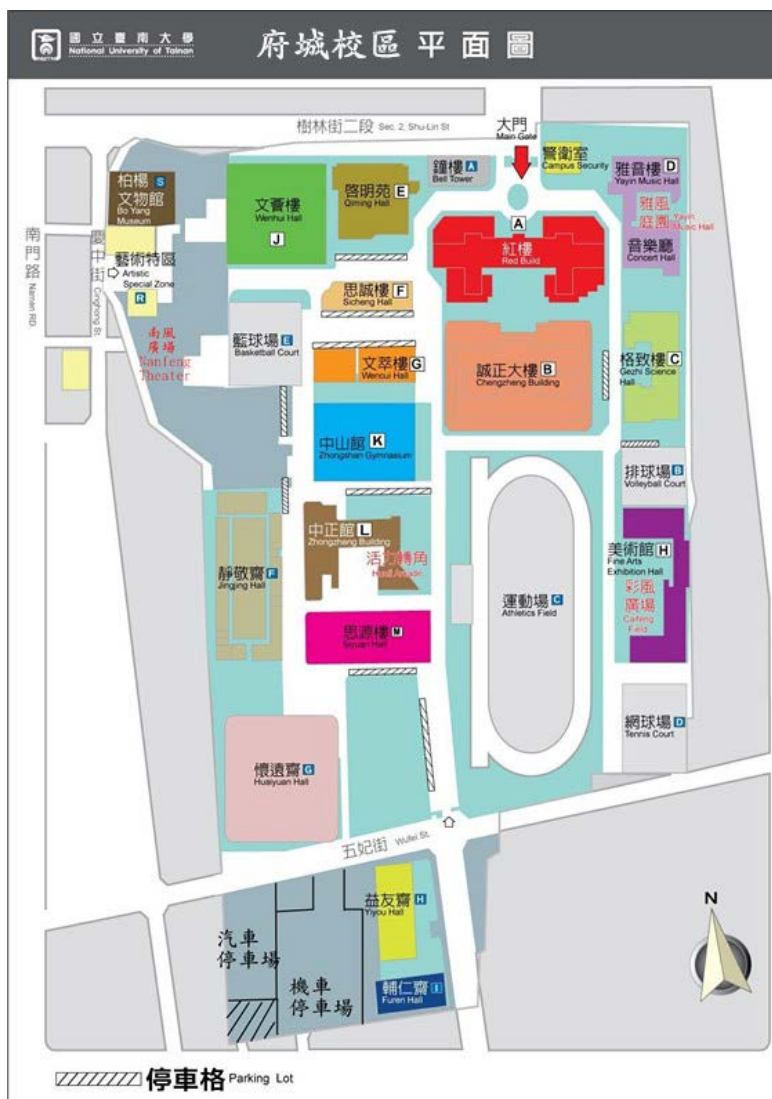 國立臺南大學
National University of Tainan
府城校區平面圖
樹林街二段 Sec. 2, Shu-Lin St
大門
Main Gate
警衛室
Campus Security
鐘樓 A
Bell Tower
雅音樓 D
Yayin Music Hall
雅風
庭園 Yayin
Music Hall
音樂廳
Concert Hall
柏楊 S
文物館
Bo Yang
Museum
文薈樓
Wenhui Hall
J
啓明苑 E
Qiming Hall
A
紅樓
Red Build
南門路 Nanmen RD.
慶中街 Cingjhong St.
藝術特區
Artistic
Special Zone
R
南風
廣場
Nanfeng
Theater
思誠樓 F
Sicheng Hall
籃球場 E
Basketball Court
文萃樓 G
Wencui Hall
誠正大樓 B
Chengzheng Building
格致樓 C
Gezhi Science
Hall
中山館 K
Zhongshan Gymnasium
排球場 B
Volleyball Court
中正館 L
Zhongzheng Building
活力轉角
美術館 H
Fine Arts
Exhibition Hall
彩風
廣場
Caifeng
Field
靜敬齋 F
Jingjing Hall
運動場 C
Athletics Field
思源樓 M
Siyuan Hall
網球場 D
Tennis Court
懷遠齋 G
Huaiyuan Hall
五妃街 Wufei St.
益友齋 H
Yiyou Hall
汽車
停車場
機車
停車場
輔仁齋 I
Furen Hall
N
停車格 Parking Lot